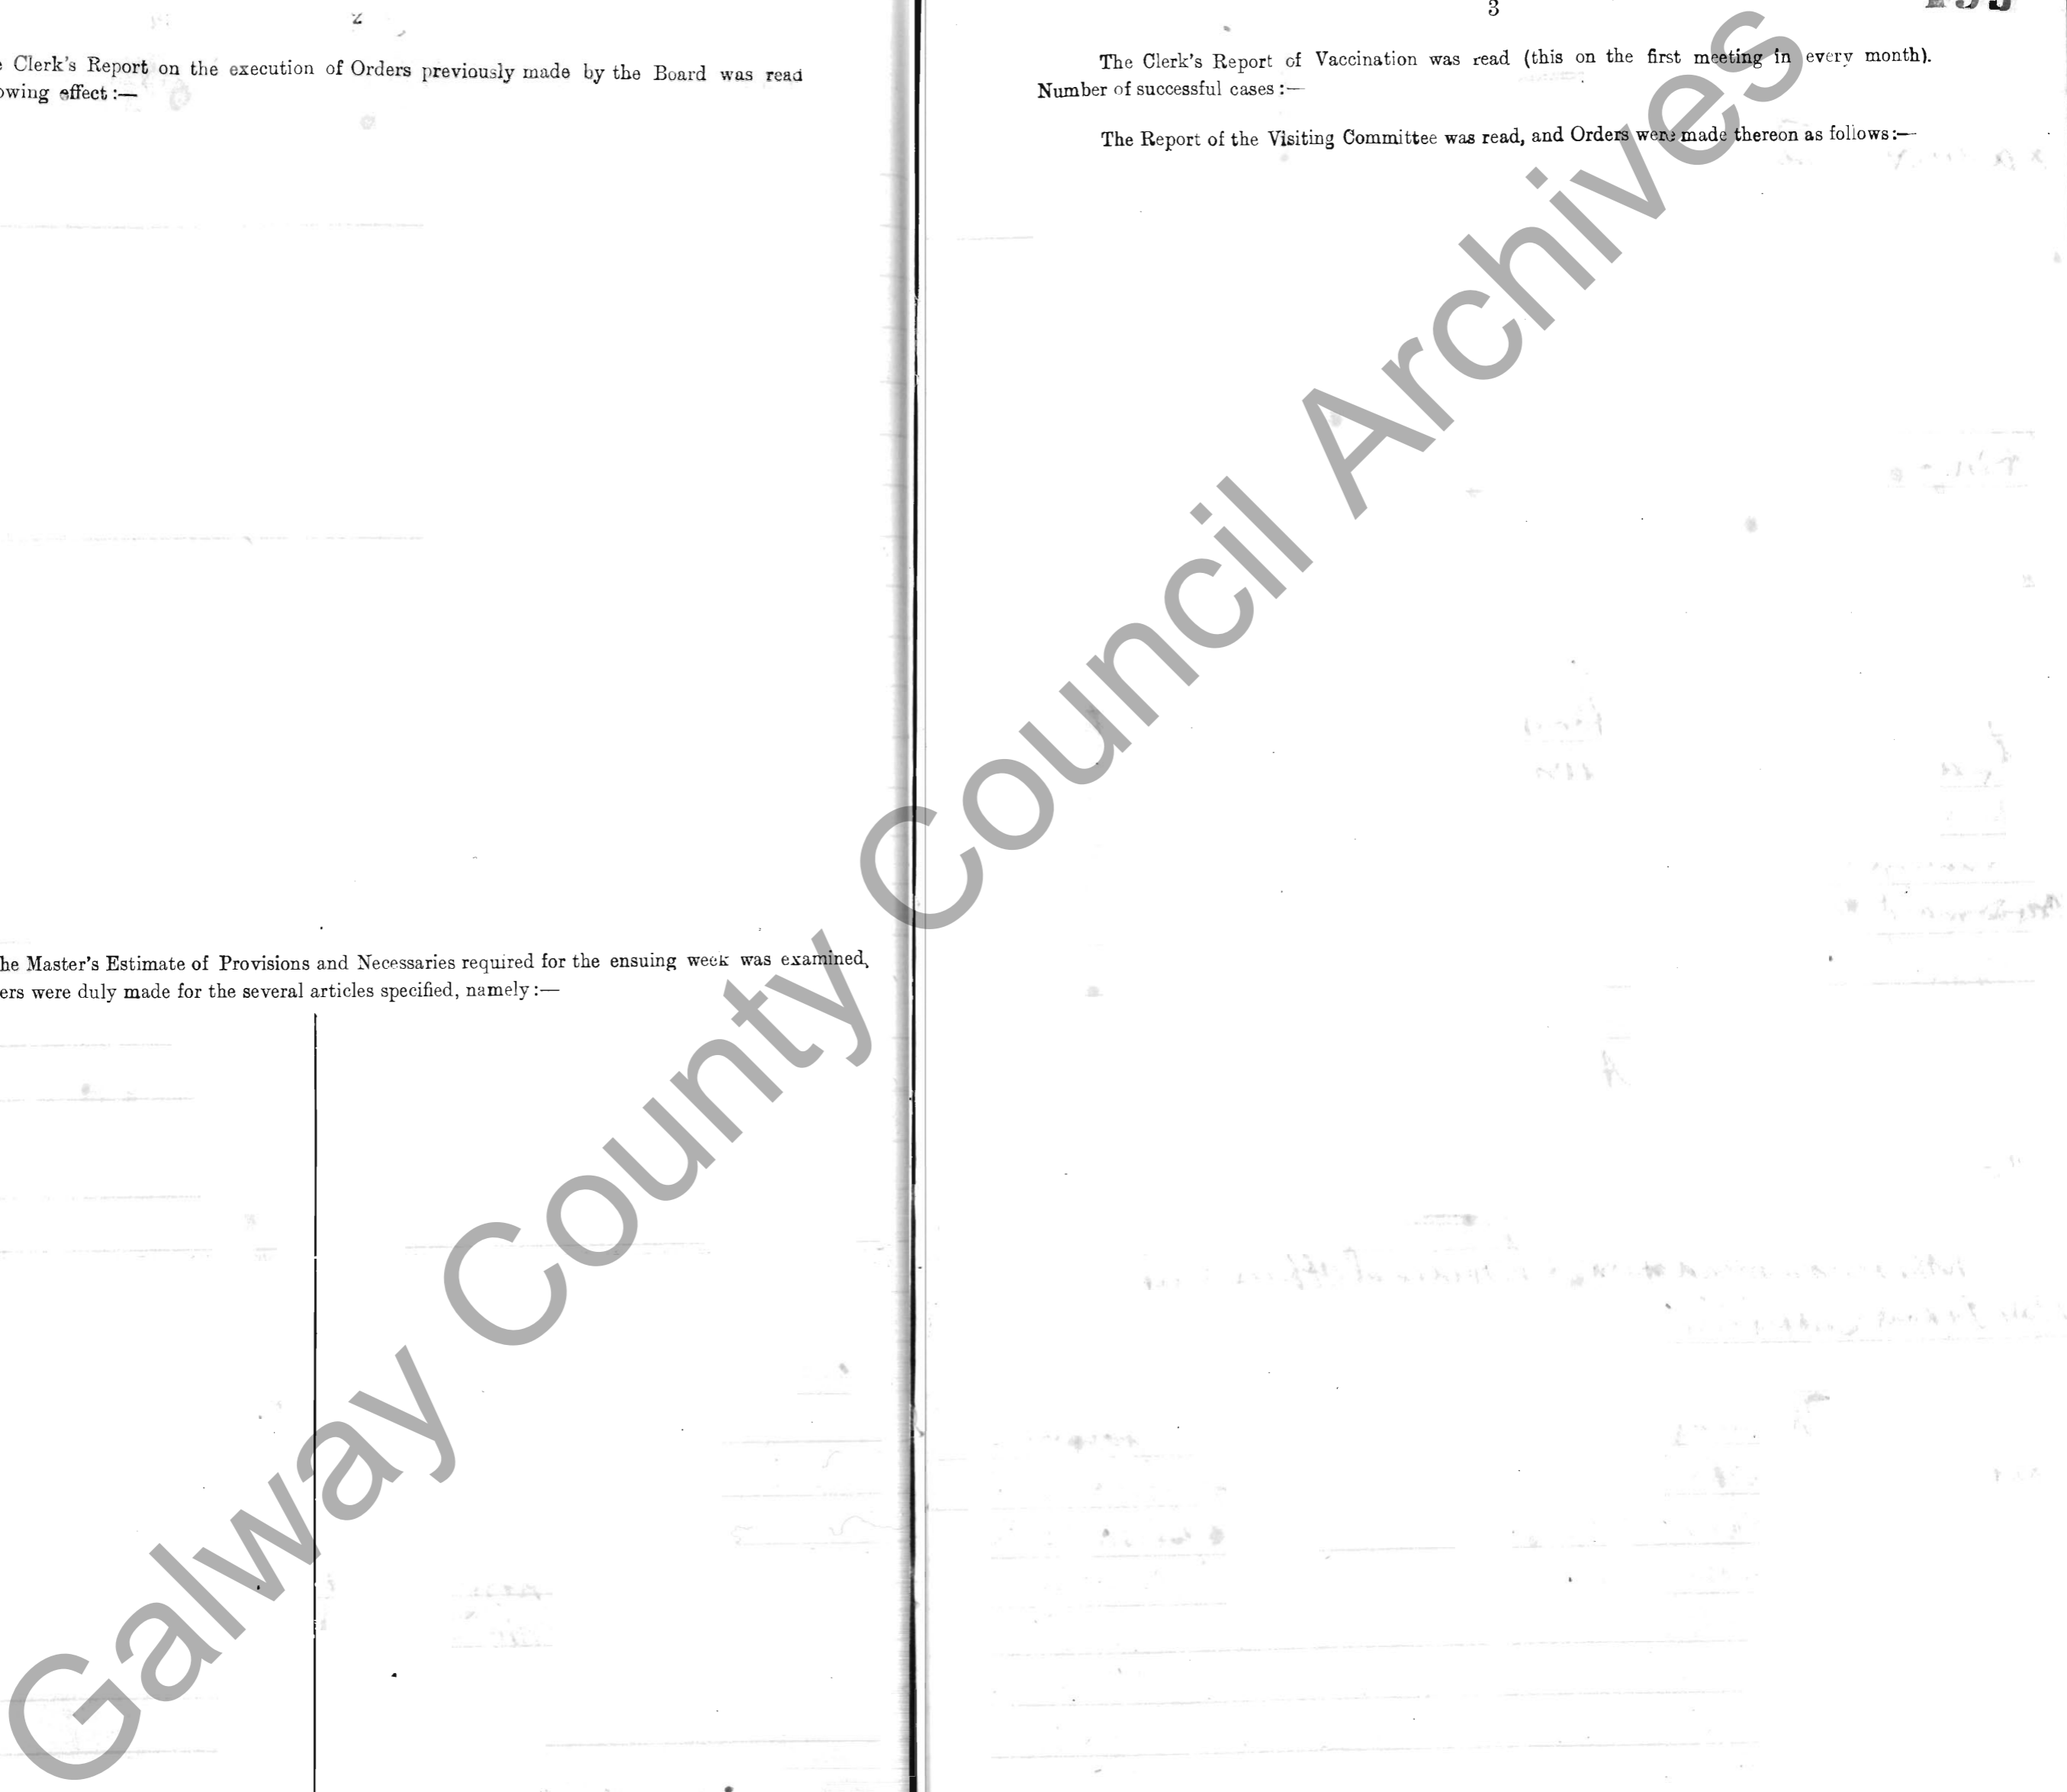 2
Clerk's Report on the execution of Orders previously made by the Board was read
owing effect :—
he Master's Estimate of Provisions and Necessaries required for the ensuing week was examined,
ers were duly made for the several articles specified, namely :—
3
The Clerk's Report of Vaccination was read (this on the first meeting in every month).
Number of successful cases :—
The Report of the Visiting Committee was read, and Orders were made thereon as follows:—
Galway County Council Archives